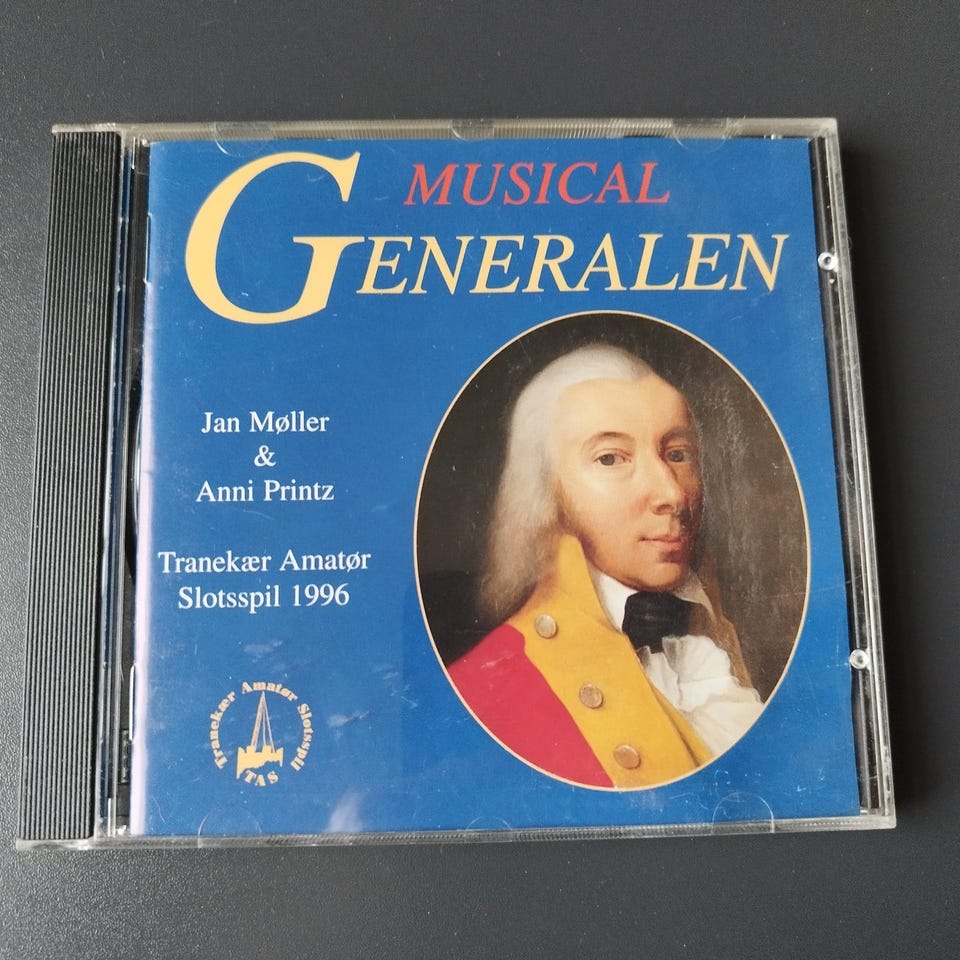 MUSICAL
GENERALEN
Jan Møller
&
Anni Printz
Tranekær Amatør
Slotsspil 1996
Tranekær Amatør Slotsspil
TAS